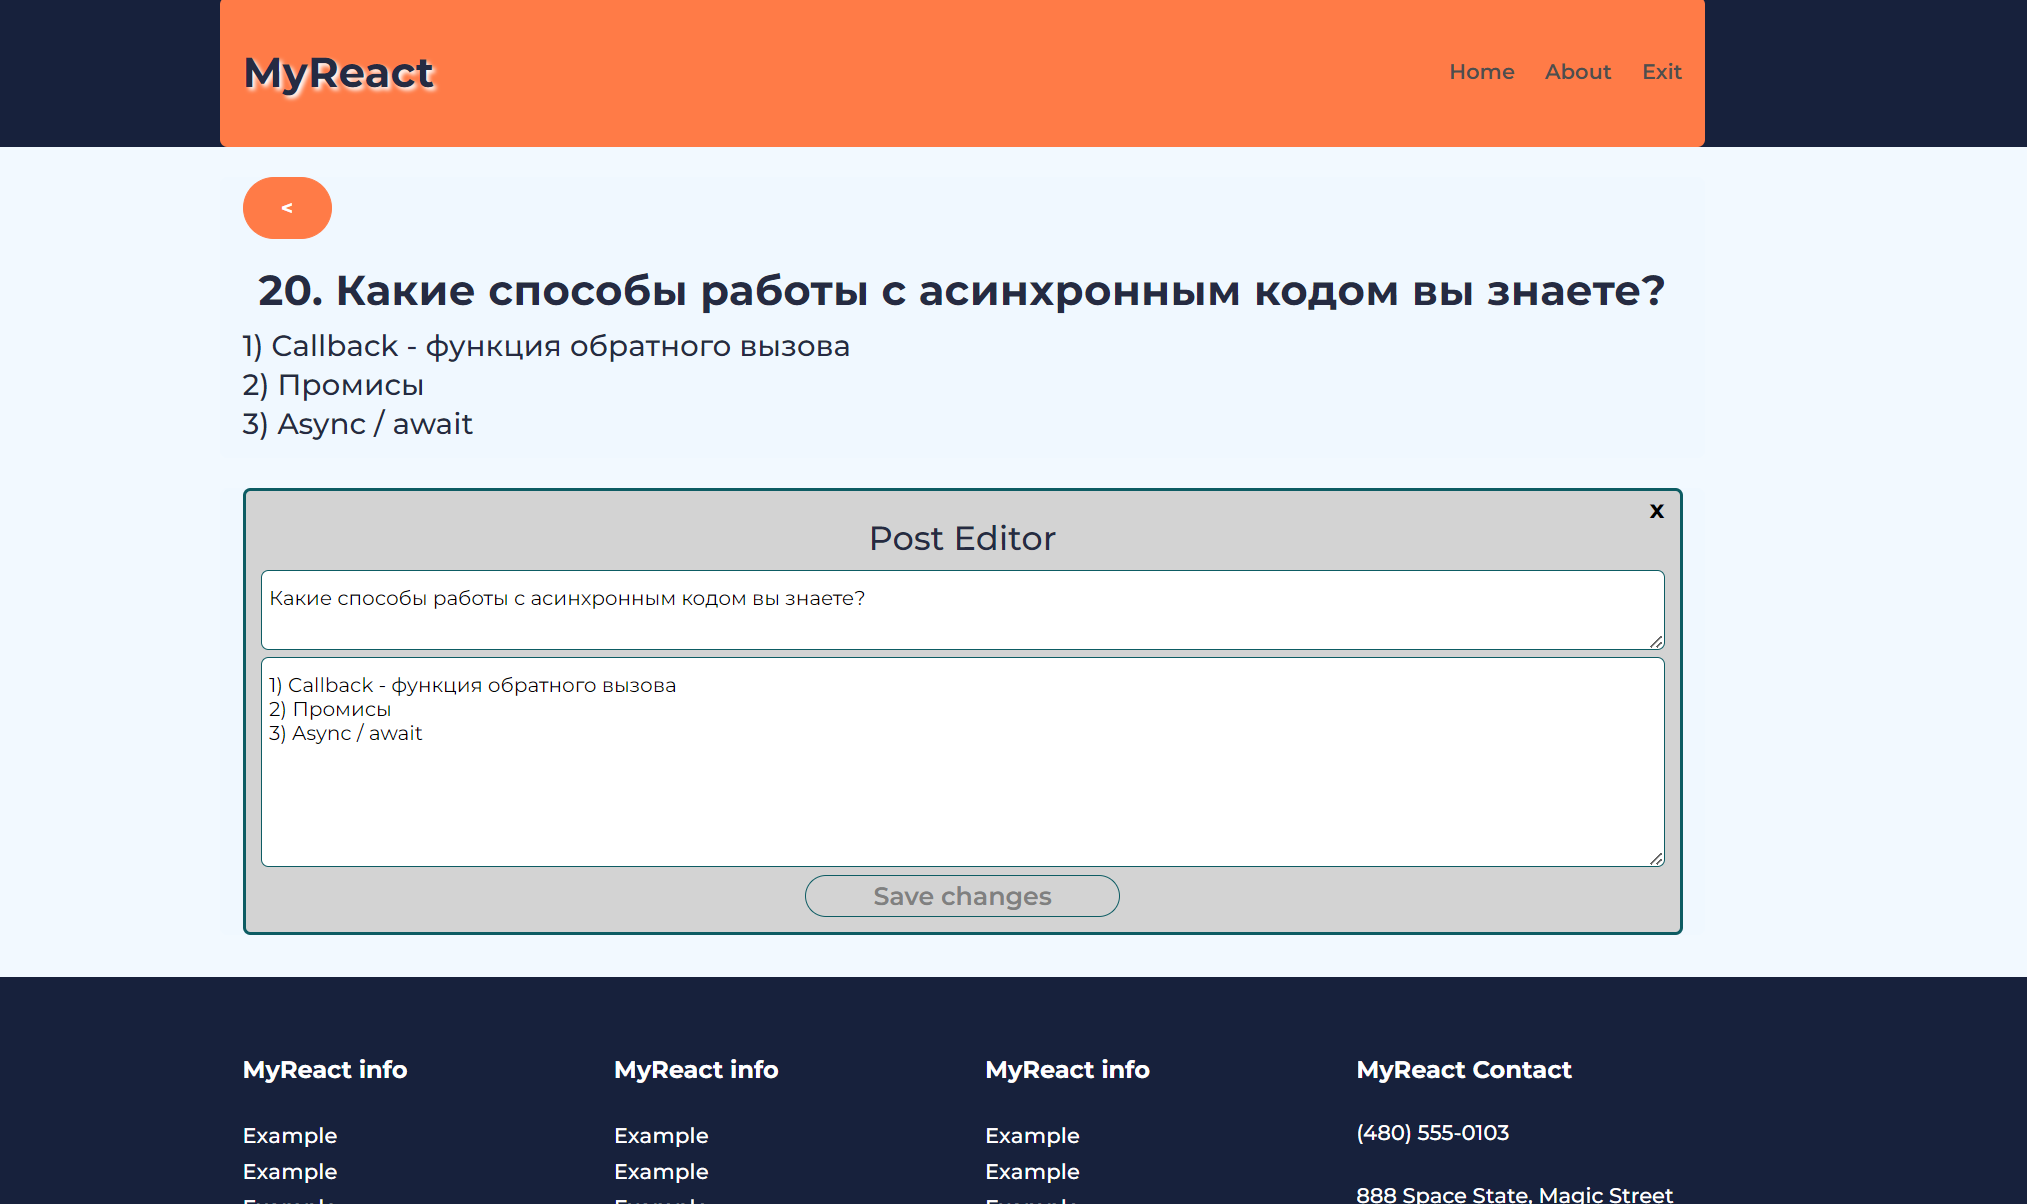 MyReact
Home About Exit
<
20. Какие способы работы с асинхронным кодом вы знаете?
1) Callback - функция обратного вызова
2) Промисы
3) Async / await
x
Post Editor
Какие способы работы с асинхронным кодом вы знаете?
1) Callback - функция обратного вызова
2) Промисы
3) Async / await
Save changes
MyReact info MyReact info MyReact info MyReact Contact
Example Example Example (480) 555-0103
Example Example Example
888 Space State, Magic Street